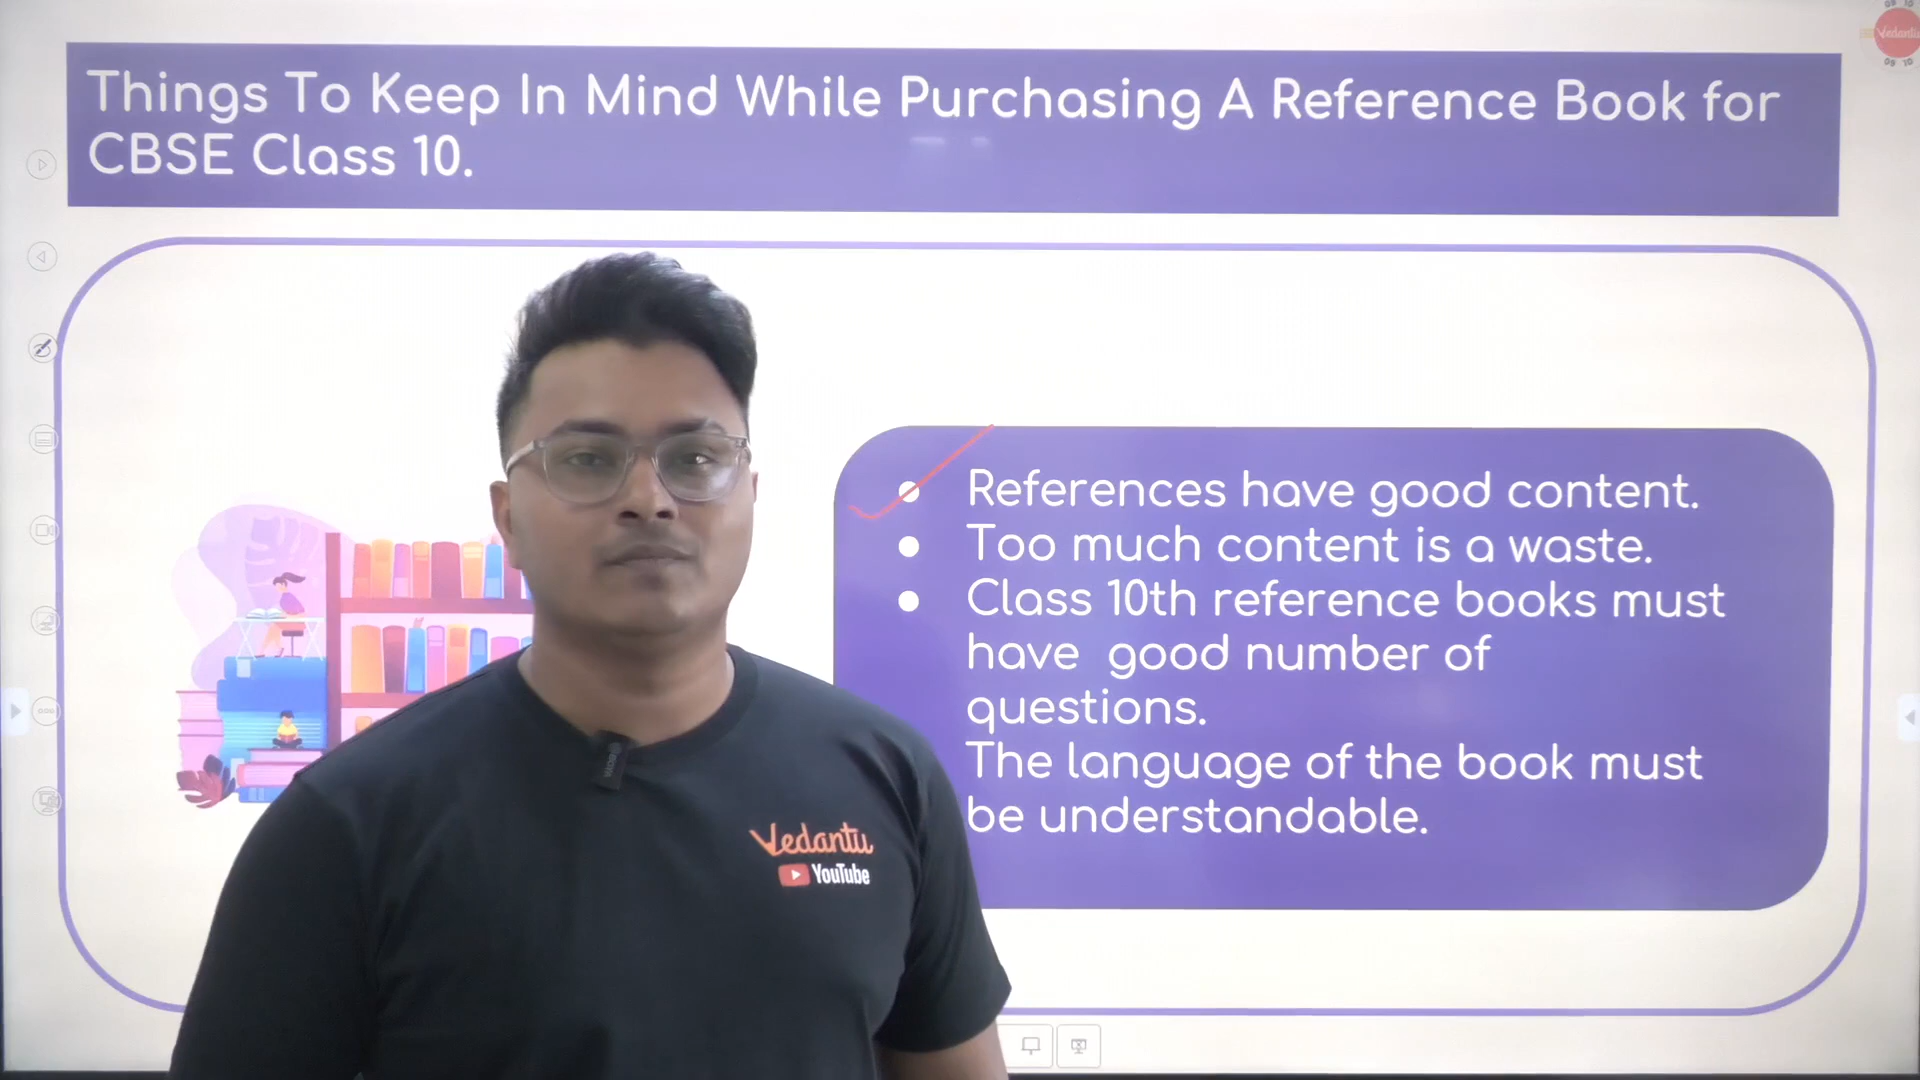 Things To Keep In Mind While Purchasing A Reference Book for
CBSE Class 10.
Vedantu
● References have good content.
● Too much content is a waste.
● Class 10th reference books must
have good number of
questions.
The language of the book must
be understandable.
Vedantu
YouTube